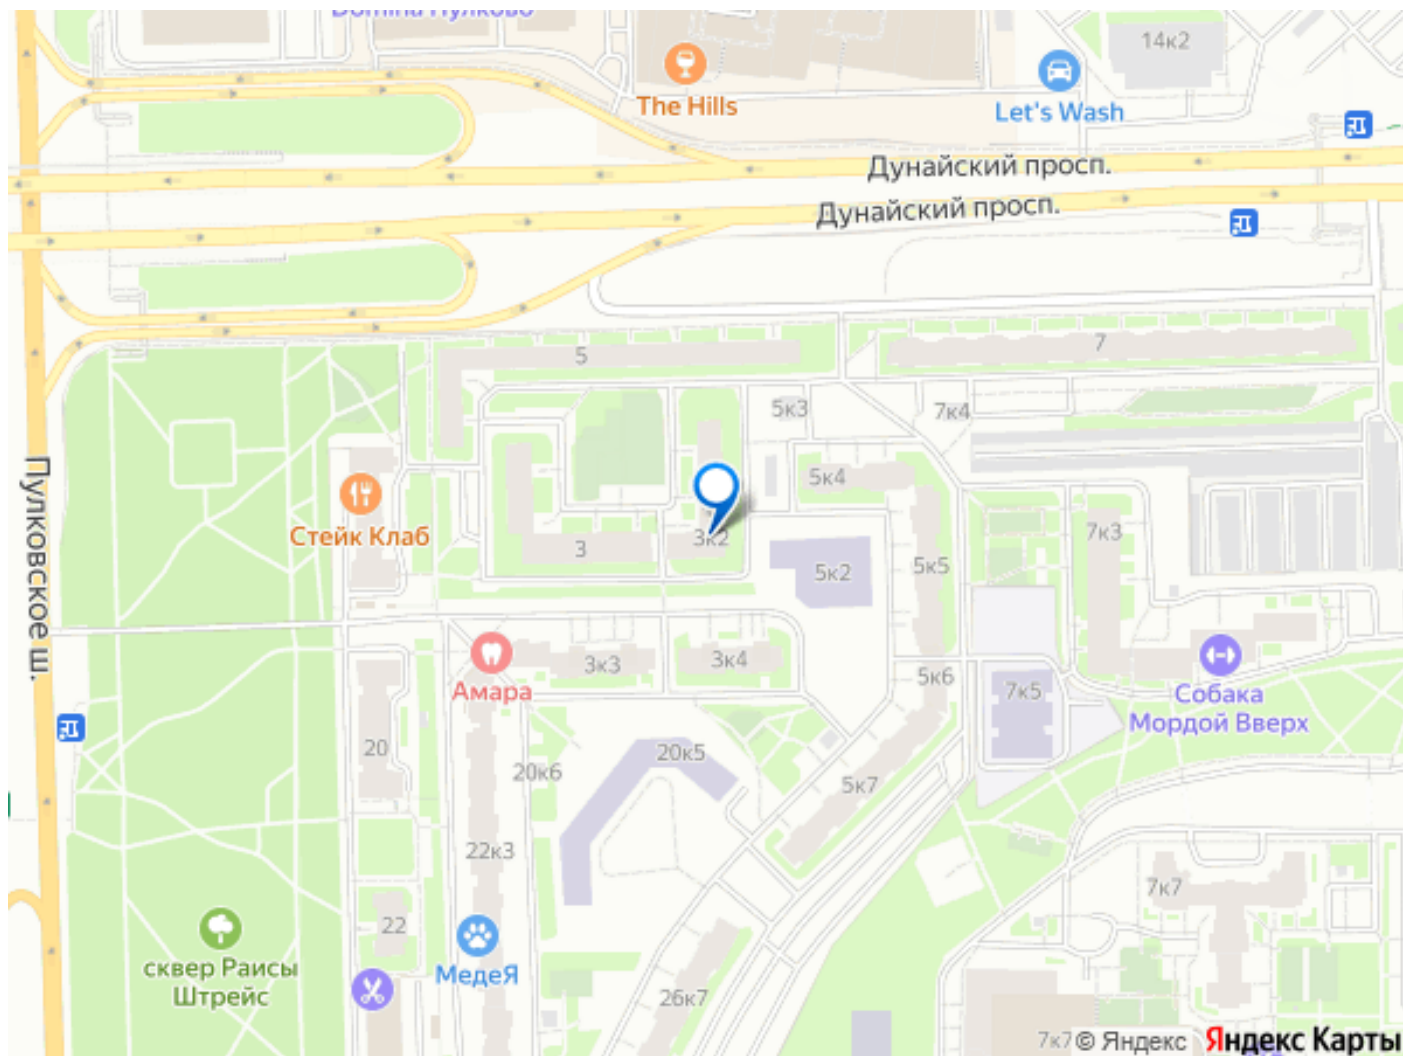 Domina Пулково
14к2
The Hills
Let's Wash
Дунайский просп.
Дунайский просп.
5
7
5к3
7к4
5к4
Стейк Клаб
3
3к2
7к3
5к2
5к5
Пулковское ш.
3к3
3к4
Амара
5к6
7к5
Собака
Мордой Вверх
20
20к6
20к5
5к7
22к3
7к7
22
сквер Раисы
Штрейс
МедеЯ
26к7
7к7
© Яндекс
Яндекс Карты